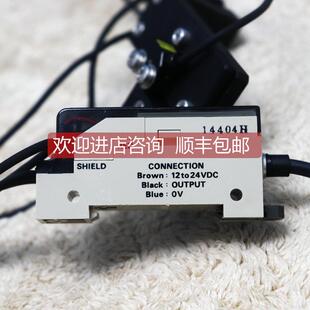 14404H
欢迎进店咨询 顺丰包邮
SHIELD
CONNECTION
Brown: 12to24VDC
Black: OUTPUT
Blue: 0V